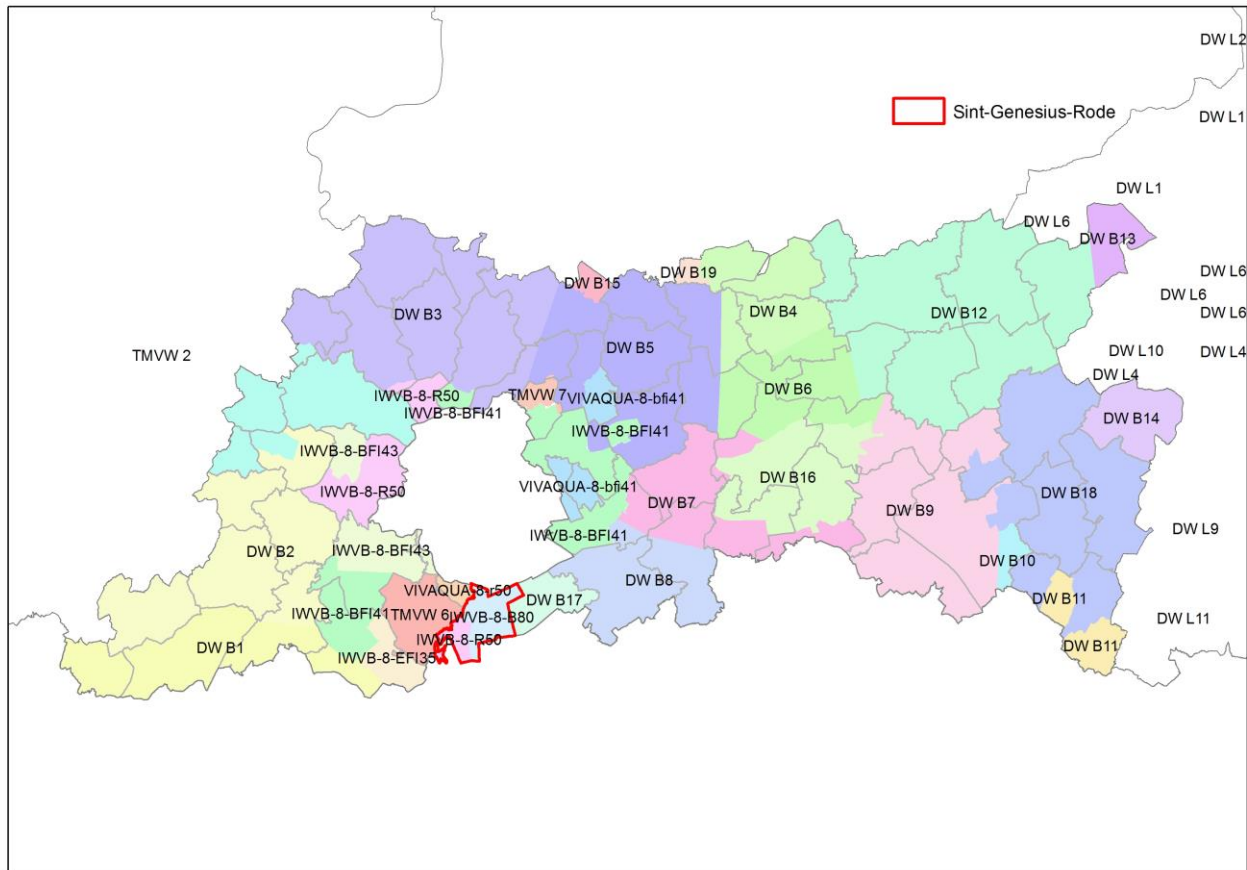 DW L2
Sint-Genesius-Rode
DW L1
DW L1
DW L6
DW B13
DW B19
DW L6
DW B15
DW L6
DW B3
DW B4
DW B12
DW L6
DW B5
TMVW 2
DW L10
DW L4
DW L4
DW B6
IWVB-8-R50
TMVW 7
VIVAQUA-8-bfi41
IWVB-8-BFI41
DW B14
IWVB-8-BFI41
IWVB-8-BFI43
DW B16
VIVAQUA-8-bfi41
IWVB-8-R50
DW B7
DW B9
DW B18
DW L9
IWVB-8-BFI41
DW B2
IWVB-8-BFI43
DW B10
DW B8
VIVAQUA-8-r50
DW B17
DW B11
IWVB-8-BFI41
TMVW 6
IWVB-8-B80
DW L11
IWVB-8-R50
DW B1
DW B11
IWVB-8-EFI35